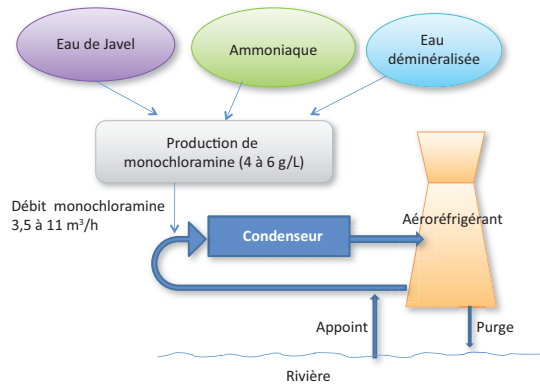 Eau de Javel
Ammoniaque
Eau
déminéralisée
Production de
monochloramine (4 à 6 g/L)
Débit monochloramine
3,5 à 11 m³/h
Condenseur
Aéroréfrigérant
Appoint
Purge
Rivière